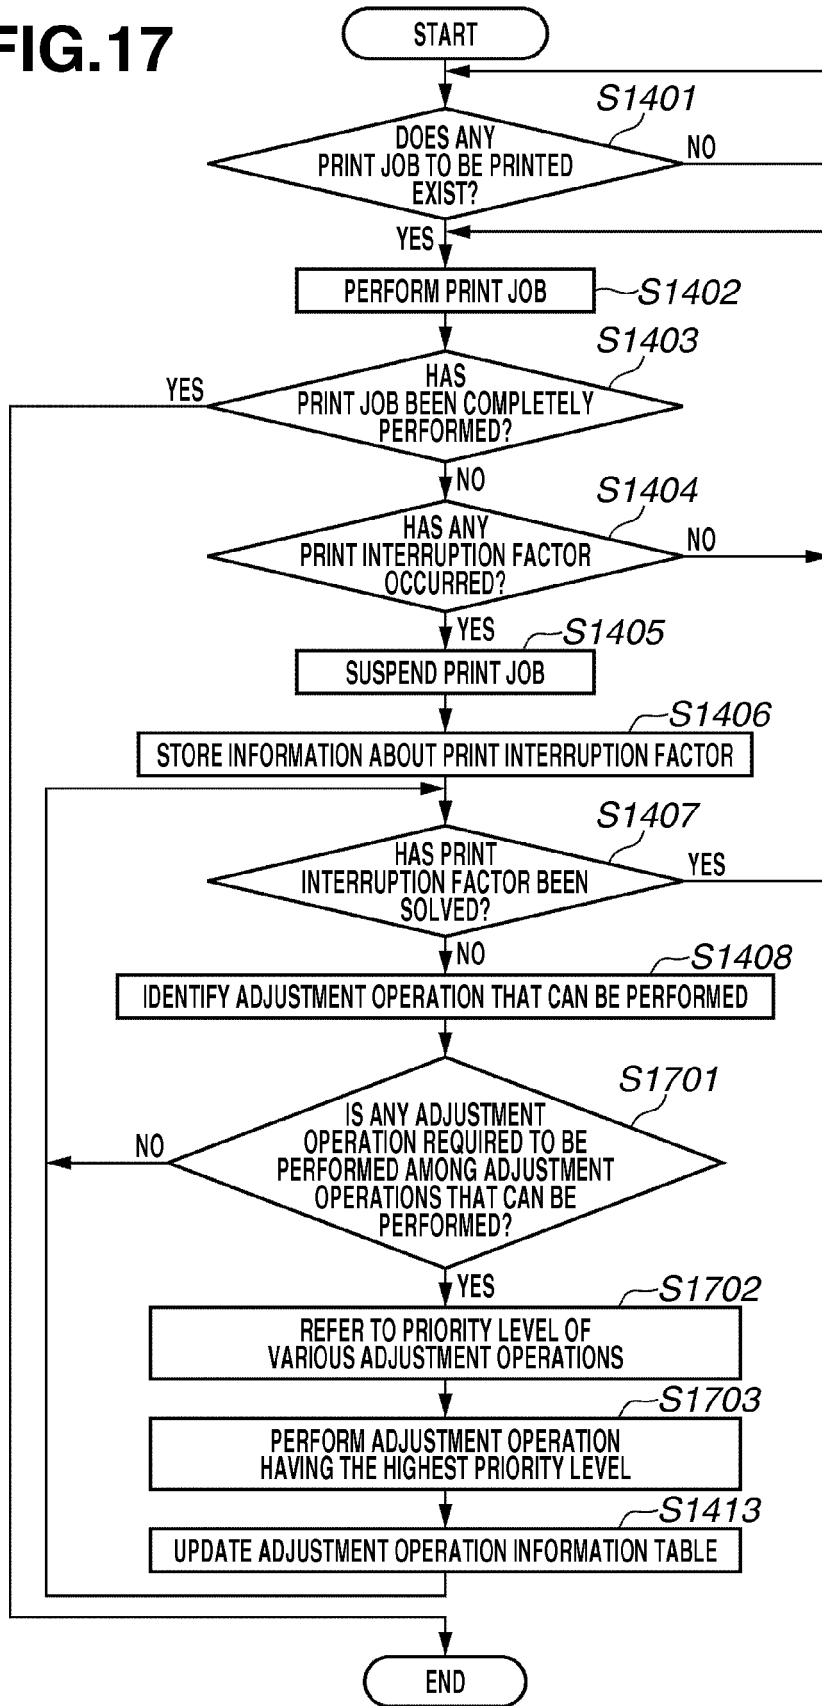 FIG.17
START
S1401
DOES ANY
PRINT JOB TO BE PRINTED
EXIST?
NO
YES
PERFORM PRINT JOB
S1402
S1403
HAS
PRINT JOB BEEN COMPLETELY
PERFORMED?
YES
NO
S1404
HAS ANY
PRINT INTERRUPTION FACTOR
OCCURRED?
NO
YES
S1405
SUSPEND PRINT JOB
S1406
STORE INFORMATION ABOUT PRINT INTERRUPTION FACTOR
S1407
HAS PRINT
INTERRUPTION FACTOR BEEN
SOLVED?
YES
NO
S1408
IDENTIFY ADJUSTMENT OPERATION THAT CAN BE PERFORMED
S1701
IS ANY ADJUSTMENT
OPERATION REQUIRED TO BE
PERFORMED AMONG ADJUSTMENT
OPERATIONS THAT CAN BE
PERFORMED?
NO
YES
S1702
REFER TO PRIORITY LEVEL OF
VARIOUS ADJUSTMENT OPERATIONS
S1703
PERFORM ADJUSTMENT OPERATION
HAVING THE HIGHEST PRIORITY LEVEL
S1413
UPDATE ADJUSTMENT OPERATION INFORMATION TABLE
END